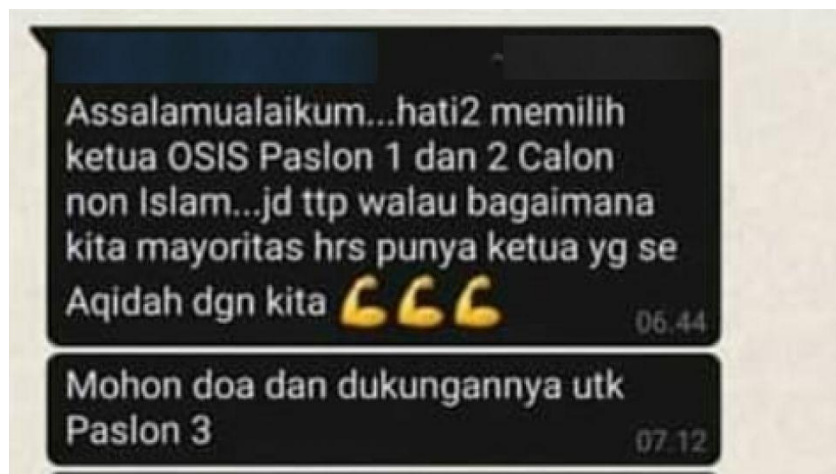 Assalamualaikum...hati2 memilih
ketua OSIS Paslon 1 dan 2 Calon
non Islam...jd ttp walau bagaimana
kita mayoritas hrs punya ketua yg se
Aqidah dgn kita 💪💪💪
06.44
Mohon doa dan dukungannya utk
Paslon 3
07.12